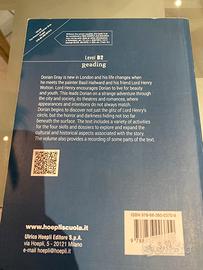 Level B2
reading
Dorian Gray is new in London and his life changes when
he meets the painter Basil Hallward and his friend Lord Henry
Wotton. Lord Henry encourages Dorian to live for beauty
and youth. This leads Dorian on a strange adventure through
the city and society, its theatres and romances, where
appearances and intentions do not always match.
Dorian begins to discover not just the glitz of Lord Henry's
circle, but the horror and darkness hiding not too far
beneath the surface. The text includes a variety of activities
for the four skills and dossiers to explore and expand
the cultural and historical aspects connected with the story.
The volume also provides a recording of some parts of the text.
www.hoepliscuola.it
Ulrico Hoepli Editore S.p.A.
via Hoepli, 5 - 20121 Milano
e-mail hoepli@hoepli.it